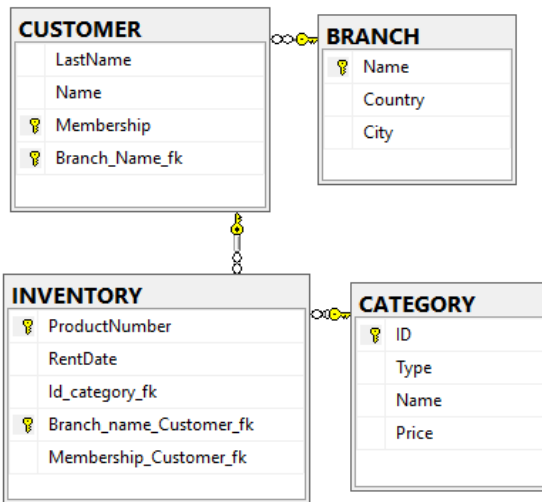 CUSTOMER
LastName
Name
Membership
Branch_Name_fk
BRANCH
Name
Country
City
INVENTORY
ProductNumber
RentDate
Id_category_fk
Branch_name_Customer_fk
Membership_Customer_fk
CATEGORY
ID
Type
Name
Price